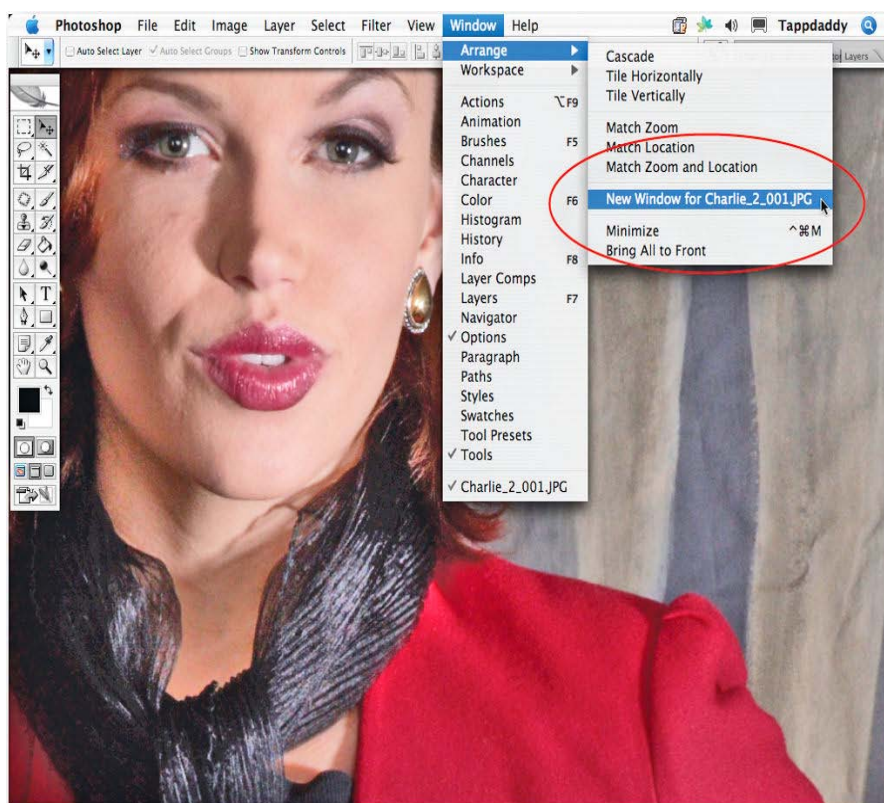 Photoshop File Edit Image Layer Select Filter View Window Help Tappdaddy
Auto Select Layer ✓ Auto Select Groups Show Transform Controls
Layers
Arrange
Workspace
Actions ⌥F9
Animation
Brushes F5
Channels
Character
Color F6
Histogram
History
Info F8
Layer Comps
Layers F7
Navigator
✓ Options
Paragraph
Paths
Styles
Swatches
Tool Presets
✓ Tools
✓ Charlie_2_001.JPG
Cascade
Tile Horizontally
Tile Vertically
Match Zoom
Match Location
Match Zoom and Location
New Window for Charlie_2_001.JPG
Minimize ^⌘M
Bring All to Front
T